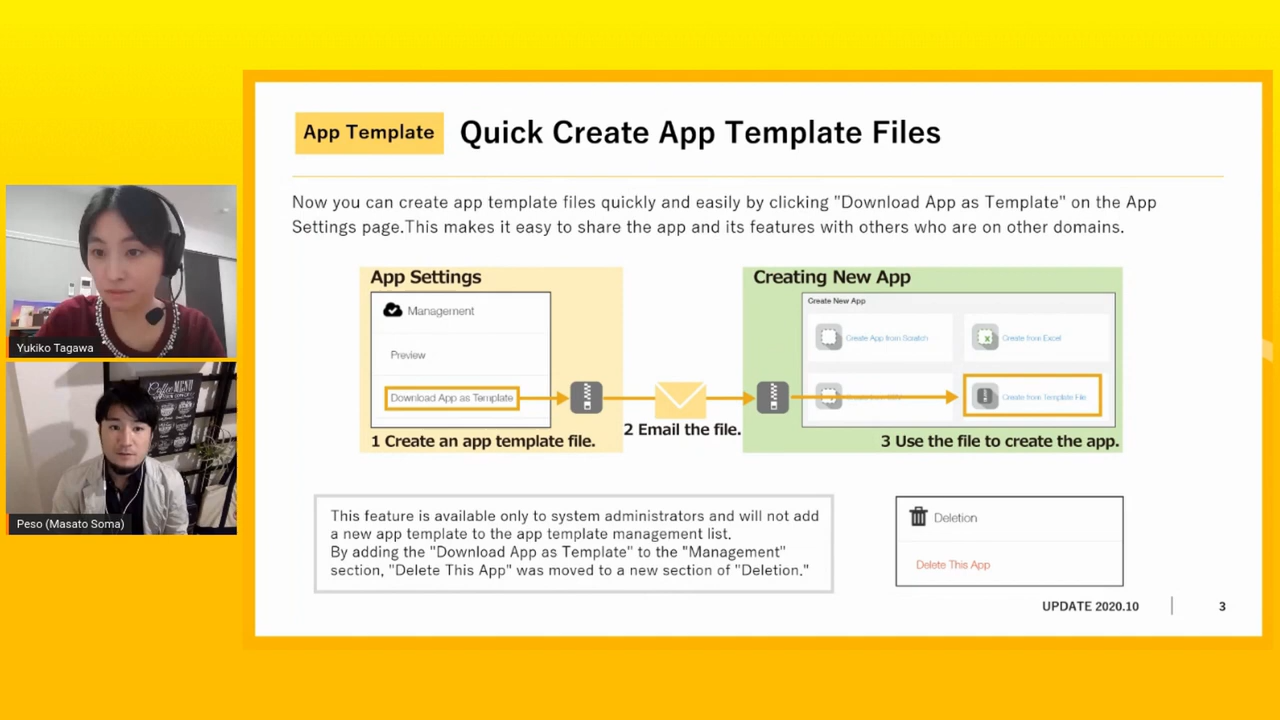 App Template
Quick Create App Template Files
Now you can create app template files quickly and easily by clicking "Download App as Template" on the App
Settings page.This makes it easy to share the app and its features with others who are on other domains.
App Settings
Management
Preview
Download App as Template
1 Create an app template file.
2 Email the file.
Creating New App
Create New App
Create App from Scratch
Create from Excel
Create from Template File
3 Use the file to create the app.
This feature is available only to system administrators and will not add
a new app template to the app template management list.
By adding the "Download App as Template" to the "Management"
section, "Delete This App" was moved to a new section of "Deletion."
Deletion
Delete This App
UPDATE 2020.10
3
Yukiko Tagawa
Coffee MENU
Peso (Masato Soma)